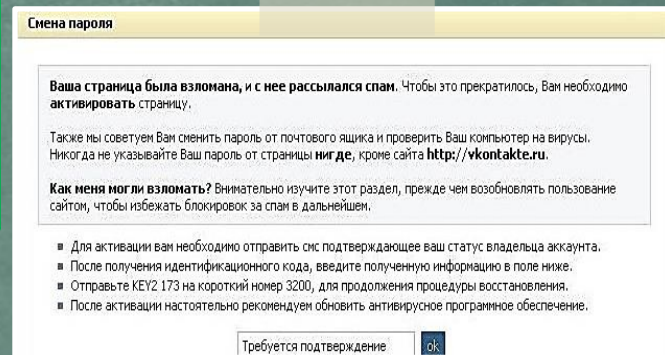 Смена пароля
Ваша страница была взломана, и с нее рассылался спам. Чтобы это прекратилось, Вам необходимо
активировать страницу.
Также мы советуем Вам сменить пароль от почтового ящика и проверить Ваш компьютер на вирусы.
Никогда не указывайте Ваш пароль от страницы нигде, кроме сайта http://vkontakte.ru.
Как меня могли взломать? Внимательно изучите этот раздел, прежде чем возобновлять пользование
сайтом, чтобы избежать блокировок за спам в дальнейшем.
Для активации вам необходимо отправить смс подтверждающее ваш статус владельца аккаунта.
После получения идентификационного кода, введите полученную информацию в поле ниже.
Отправьте KEY2 173 на короткий номер 3200, для продолжения процедуры восстановления.
После активации настоятельно рекомендуем обновить антивирусное программное обеспечение.
Требуется подтверждение ok